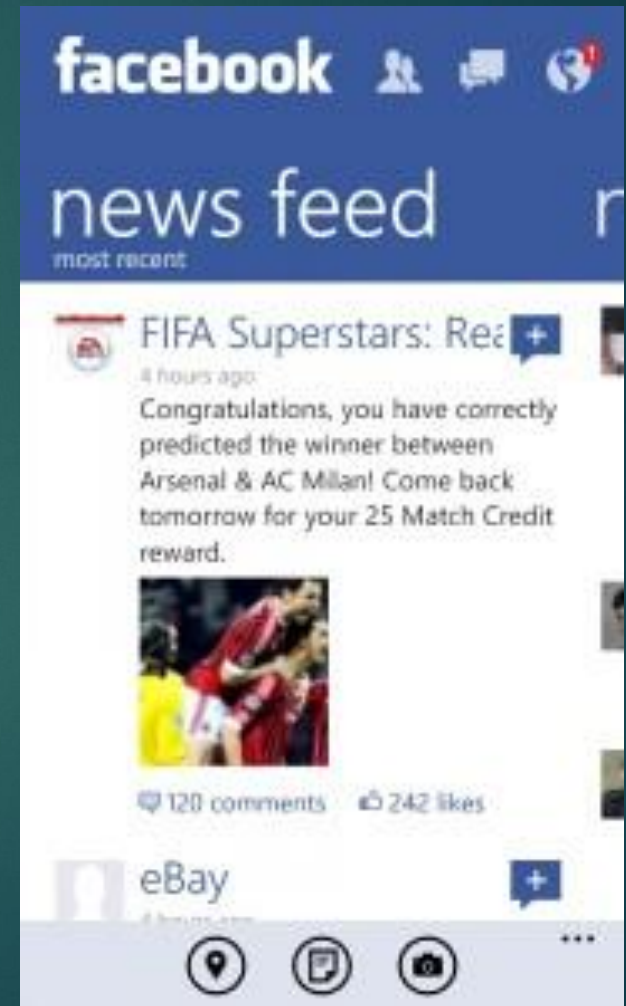 facebook
1
news feed
most recent
FIFA Superstars: Rea
4 hours ago
Congratulations, you have correctly
predicted the winner between
Arsenal & AC Milan! Come back
tomorrow for your 25 Match Credit
reward.
120 comments 242 likes
eBay